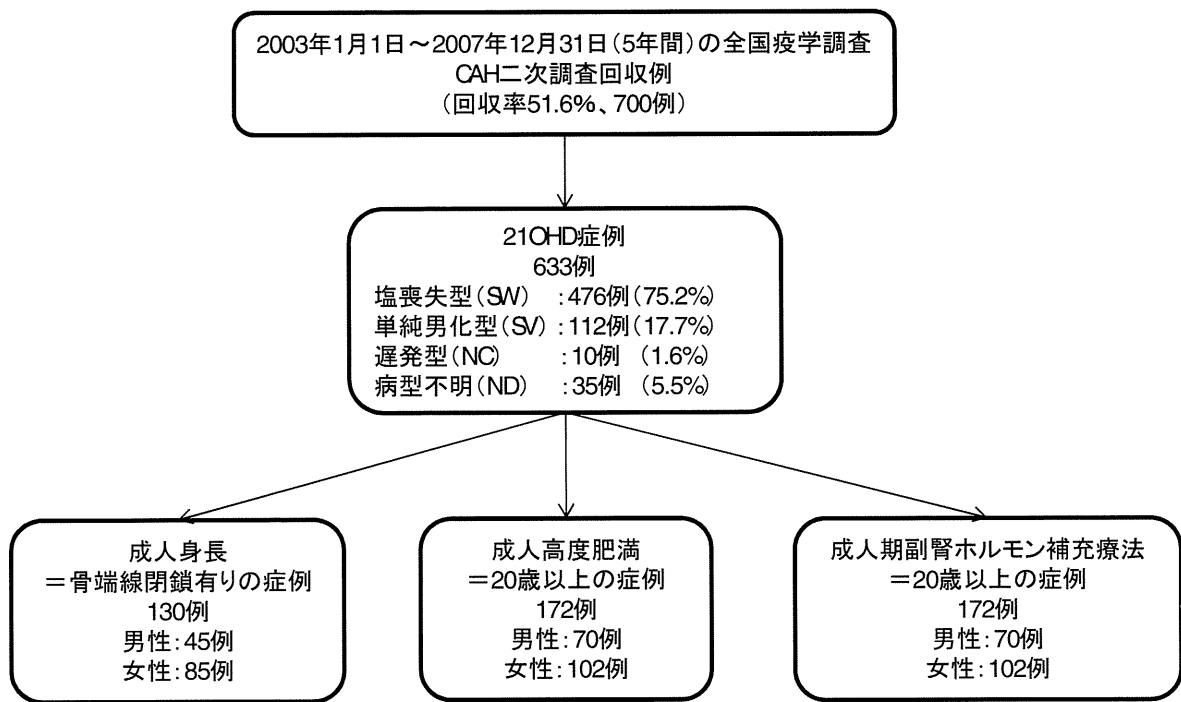 2003年1月1日～2007年12月31日(5年間)の全国疫学調査
CAH二次調査回収例
(回収率51.6%、700例)
21OHD症例
633例
塩喪失型(SW) :476例(75.2%)
単純男化型(SV) :112例(17.7%)
遅発型(NC) :10例 (1.6%)
病型不明(ND) :35例 (5.5%)
成人身長
＝骨端線閉鎖有りの症例
130例
男性:45例
女性:85例
成人高度肥満
＝20歳以上の症例
172例
男性:70例
女性:102例
成人期副腎ホルモン補充療法
＝20歳以上の症例
172例
男性:70例
女性:102例